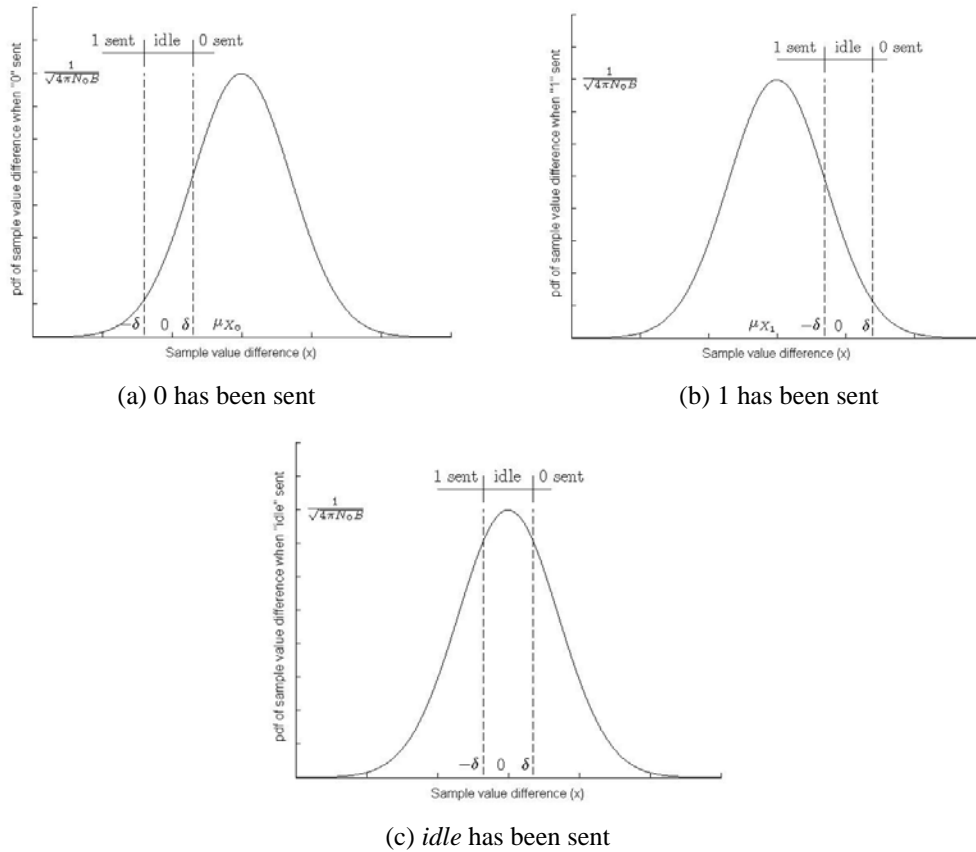 1 sent idle 0 sent
1
√4πN₀B
pdf of sample value difference when "0" sent
-δ 0 δ μX₀
Sample value difference (x)
(a) 0 has been sent
1 sent idle 0 sent
1
√4πN₀B
pdf of sample value difference when "1" sent
μX₁ -δ 0 δ
Sample value difference (x)
(b) 1 has been sent
1 sent idle 0 sent
1
√4πN₀B
pdf of sample value difference when "idle" sent
-δ 0 δ
Sample value difference (x)
(c) idle has been sent